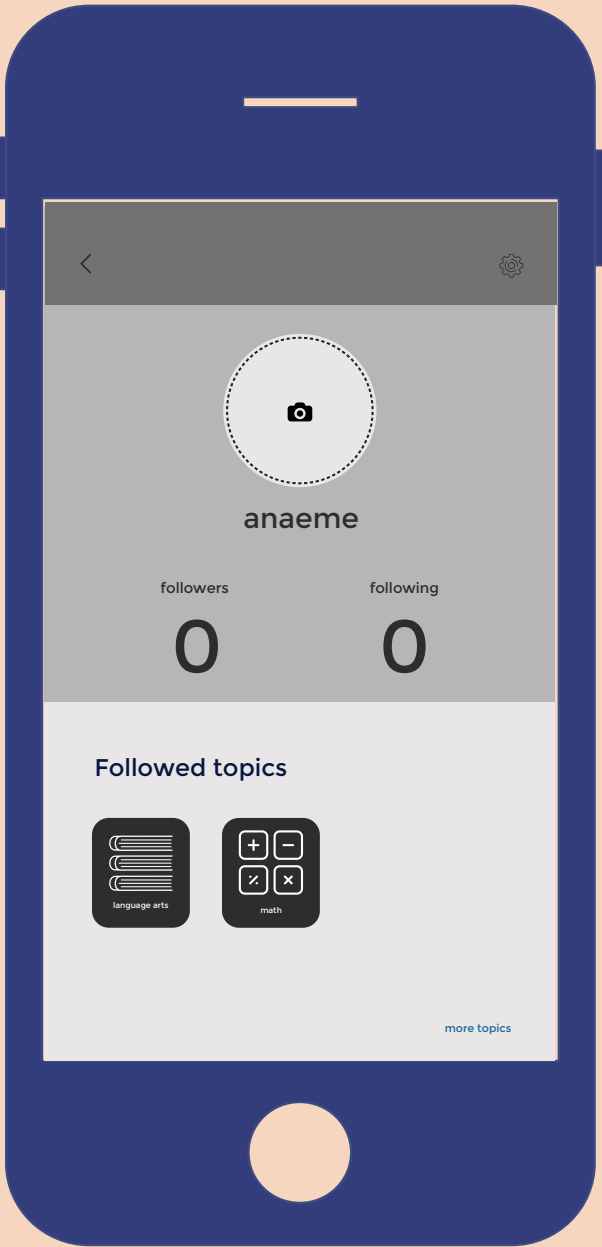 anaeme
followers following
0 0
Followed topics
language arts math
more topics